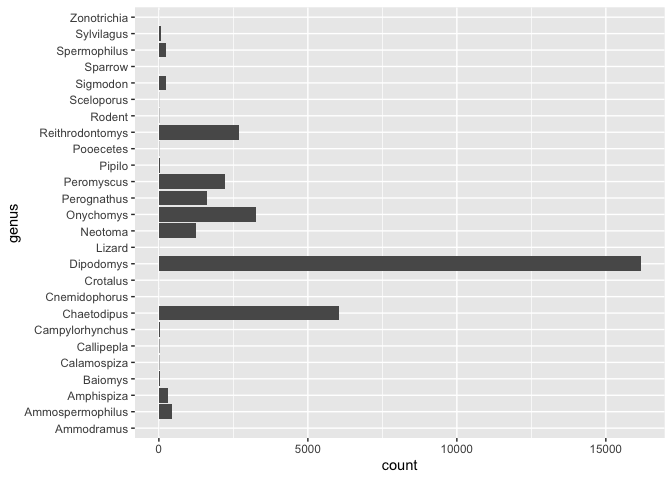 Zonotrichia
Sylvilagus
Spermophilus
Sparrow
Sigmodon
Sceloporus
Rodent
Reithrodontomys
Pooecetes
Pipilo
Peromyscus
Perognathus
Onychomys
Neotoma
Lizard
Dipodomys
Crotalus
Cnemidophorus
Chaetodipus
Campylorhynchus
Callipepla
Calamospiza
Baiomys
Amphispiza
Ammospermophilus
Ammodramus
genus
0 5000 10000 15000
count